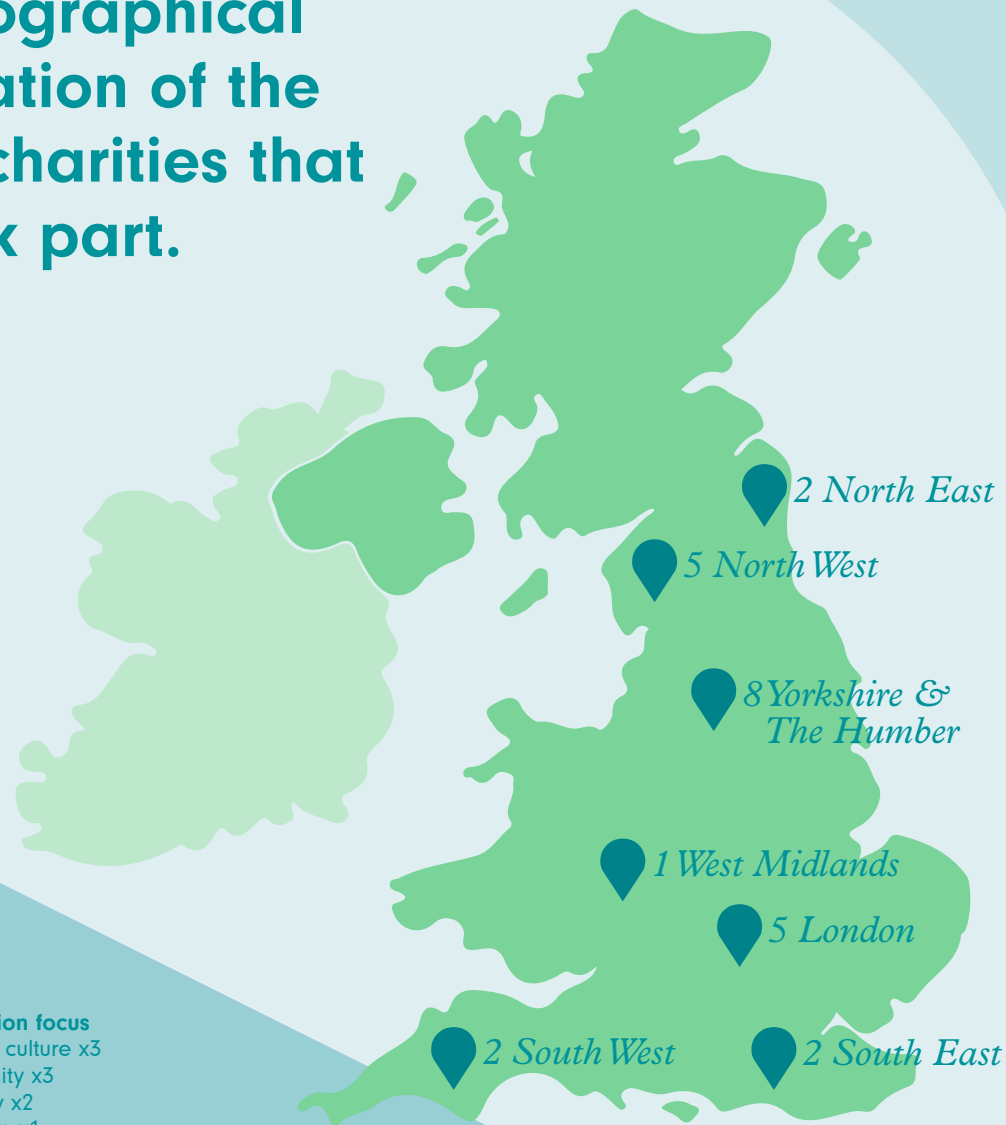 ographical
ation of the
charities that
k part.
2 North East
5 North West
8 Yorkshire &
The Humber
1 West Midlands
5 London
2 South West
2 South East
ion focus
culture x3
ity x3
y x2